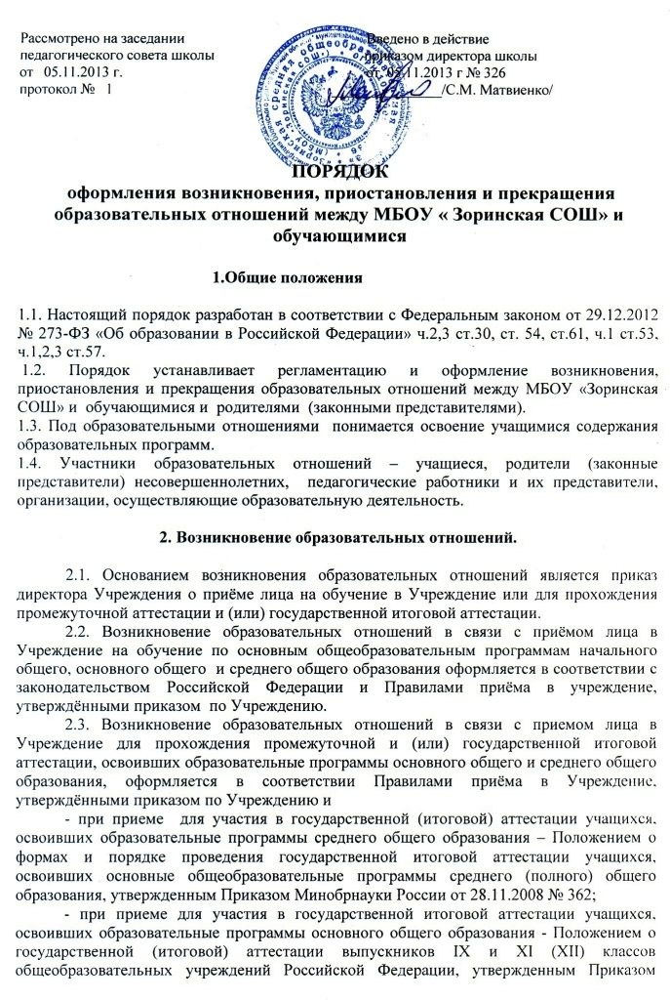 Рассмотрено на заседании
педагогического совета школы
от 05.11.2013 г.
протокол № 1
Введено в действие
приказом директора школы
от 05.11.2013 г № 326
/С.М. Матвиенко/
ПОРЯДОК
оформления возникновения, приостановления и прекращения
образовательных отношений между МБОУ « Зоринская СОШ» и
обучающимися
1.Общие положения
1.1. Настоящий порядок разработан в соответствии с Федеральным законом от 29.12.2012
№ 273-ФЗ «Об образовании в Российской Федерации» ч.2,3 ст.30, ст. 54, ст.61, ч.1 ст.53,
ч.1,2,3 ст.57.
1.2. Порядок устанавливает регламентацию и оформление возникновения,
приостановления и прекращения образовательных отношений между МБОУ «Зоринская
СОШ» и обучающимися и родителями (законными представителями).
1.3. Под образовательными отношениями понимается освоение учащимися содержания
образовательных программ.
1.4. Участники образовательных отношений – учащиеся, родители (законные
представители) несовершеннолетних, педагогические работники и их представители,
организации, осуществляющие образовательную деятельность.
2. Возникновение образовательных отношений.
2.1. Основанием возникновения образовательных отношений является приказ
директора Учреждения о приёме лица на обучение в Учреждение или для прохождения
промежуточной аттестации и (или) государственной итоговой аттестации.
2.2. Возникновение образовательных отношений в связи с приёмом лица в
Учреждение на обучение по основным общеобразовательным программам начального
общего, основного общего и среднего общего образования оформляется в соответствии с
законодательством Российской Федерации и Правилами приёма в учреждение,
утверждёнными приказом по Учреждению.
2.3. Возникновение образовательных отношений в связи с приемом лица в
Учреждение для прохождения промежуточной и (или) государственной итоговой
аттестации, освоивших образовательные программы основного общего и среднего общего
образования, оформляется в соответствии Правилами приёма в Учреждение,
утверждёнными приказом по Учреждению и
- при приеме для участия в государственной (итоговой) аттестации учащихся,
освоивших образовательные программы среднего общего образования – Положением о
формах и порядке проведения государственной итоговой аттестации учащихся,
освоивших основные общеобразовательные программы среднего (полного) общего
образования, утвержденным Приказом Минобрнауки России от 28.11.2008 № 362;
- при приеме для участия в государственной итоговой аттестации учащихся,
освоивших образовательные программы основного общего образования - Положением о
государственной (итоговой) аттестации выпускников IX и XI (XII) классов
общеобразовательных учреждений Российской Федерации, утвержденным Приказом